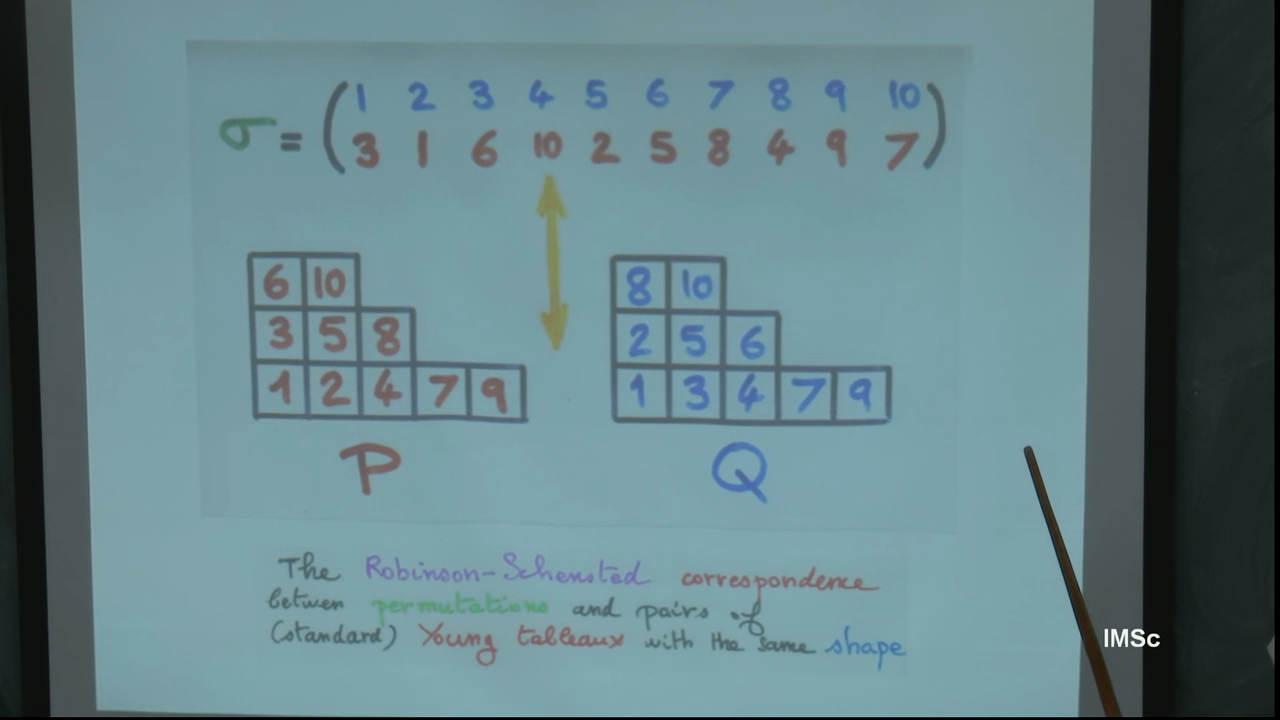 σ = ( 1 2 3 4 5 6 7 8 9 10 )
3 1 6 10 2 5 8 4 9 7
6 10
3 5 8
1 2 4 7 9
P
8 10
2 5 6
1 3 4 7 9
Q
The Robinson-Schensted correspondence
betwen permutations and pairs of
(standard) Young tableaux with the same shape
IMSc